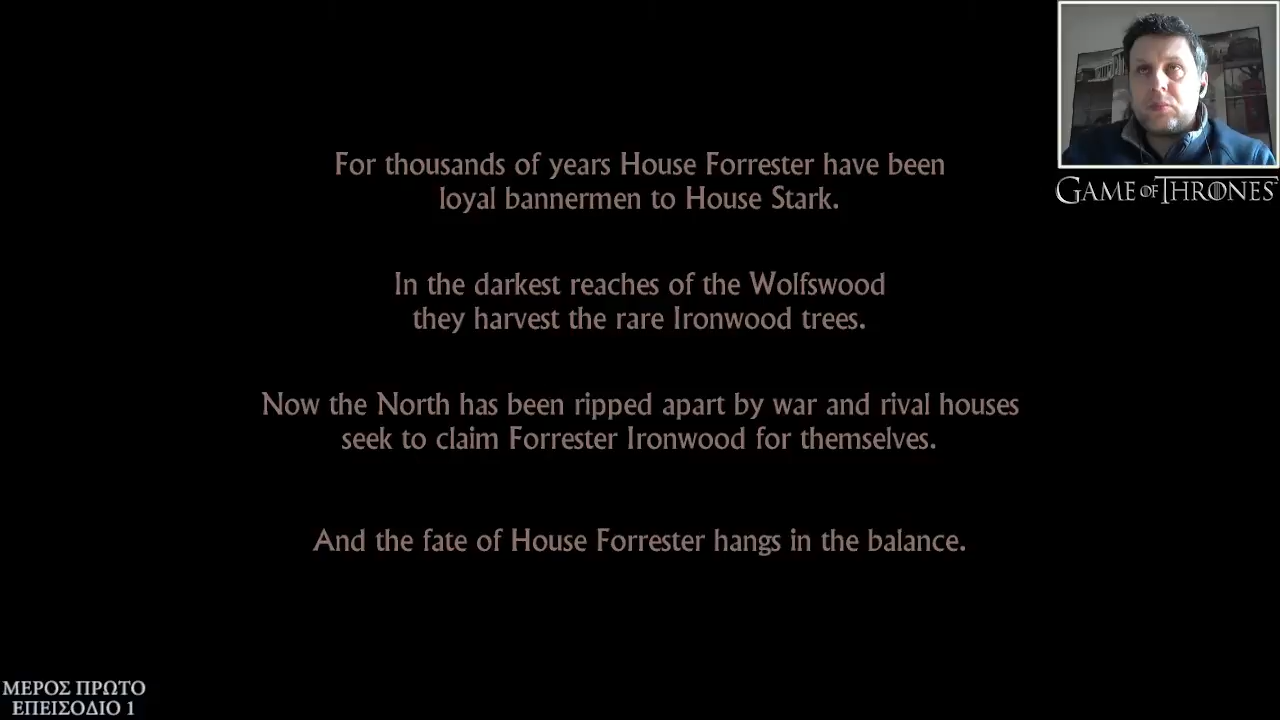 GAME OF THRONES
For thousands of years House Forrester have been
loyal bannermen to House Stark.
In the darkest reaches of the Wolfswood
they harvest the rare Ironwood trees.
Now the North has been ripped apart by war and rival houses
seek to claim Forrester Ironwood for themselves.
And the fate of House Forrester hangs in the balance.
ΜΕΡΟΣ ΠΡΩΤΟ
ΕΠΕΙΣΟΔΙΟ 1